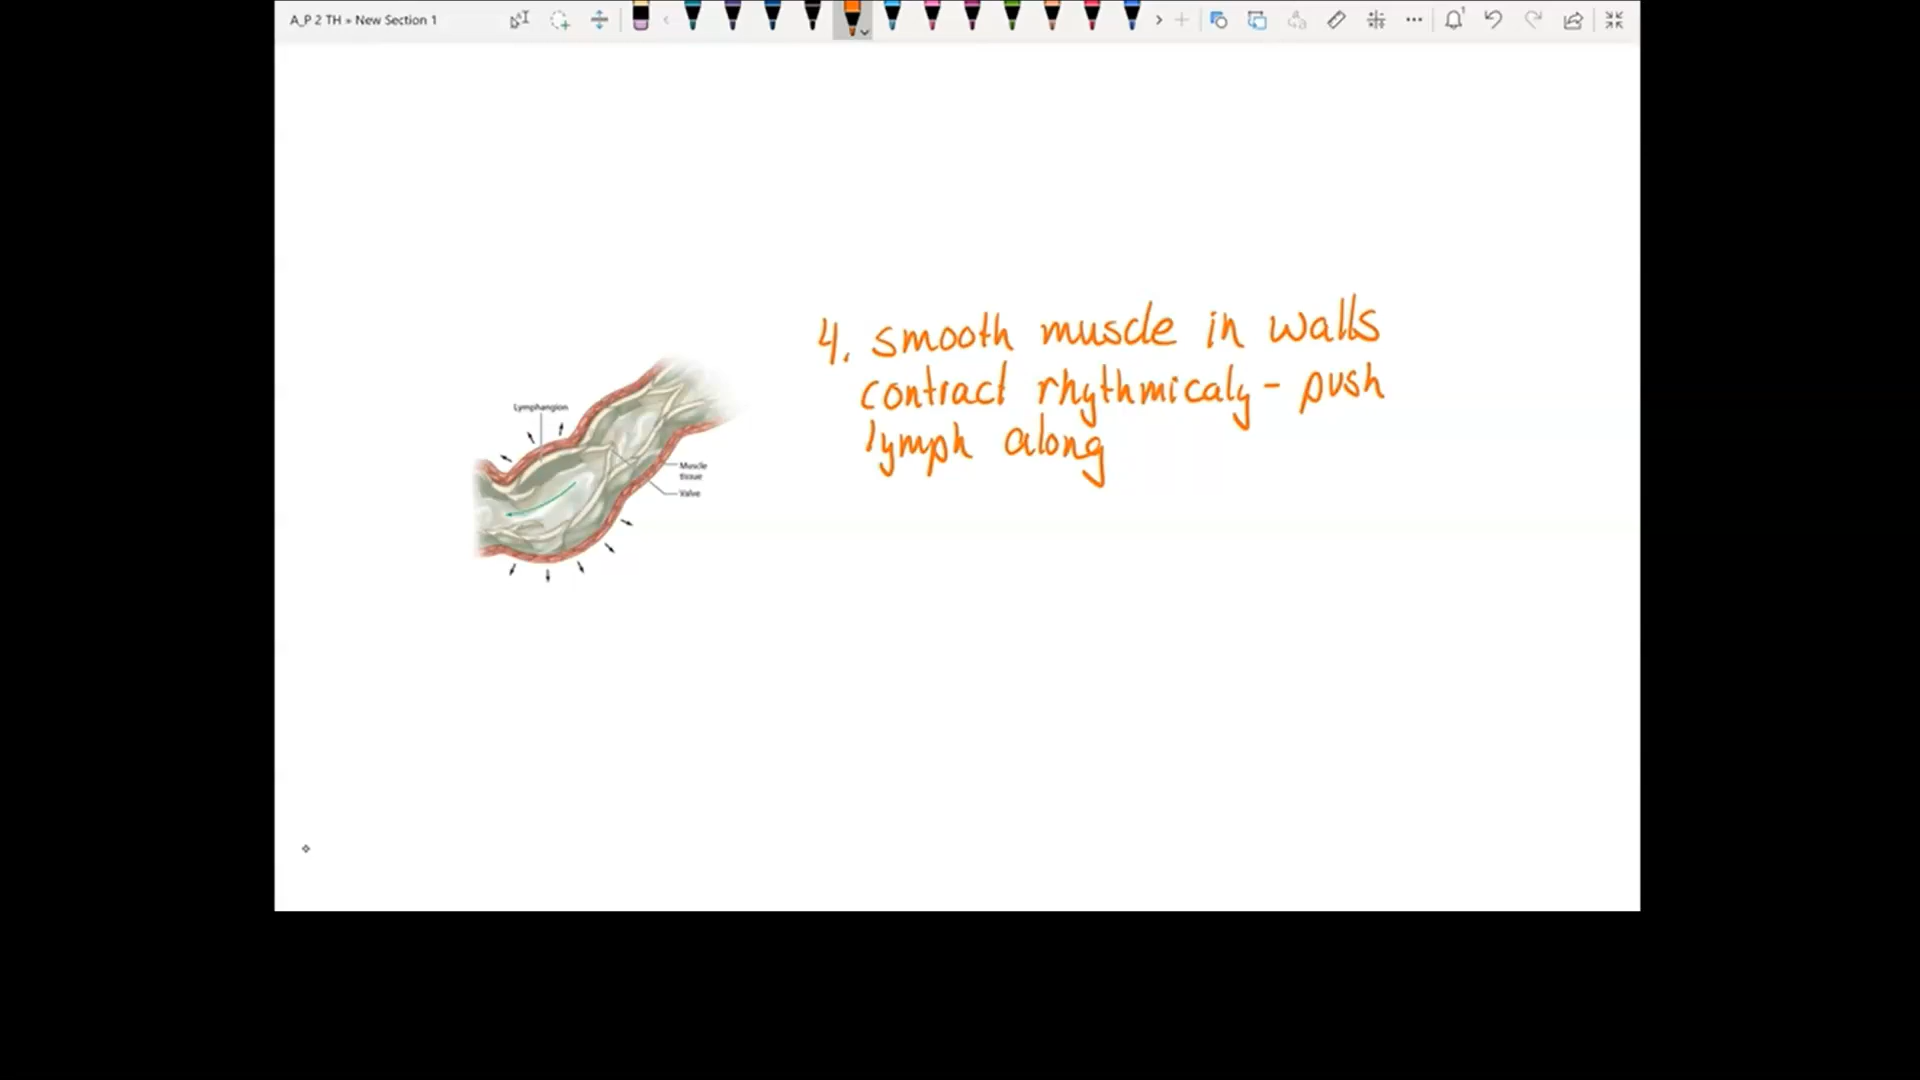 A_P 2 TH » New Section 1
4. smooth muscle in walls
contract rhythmicaly - push
lymph along
Lymphangion
Muscle
tissue
Valve